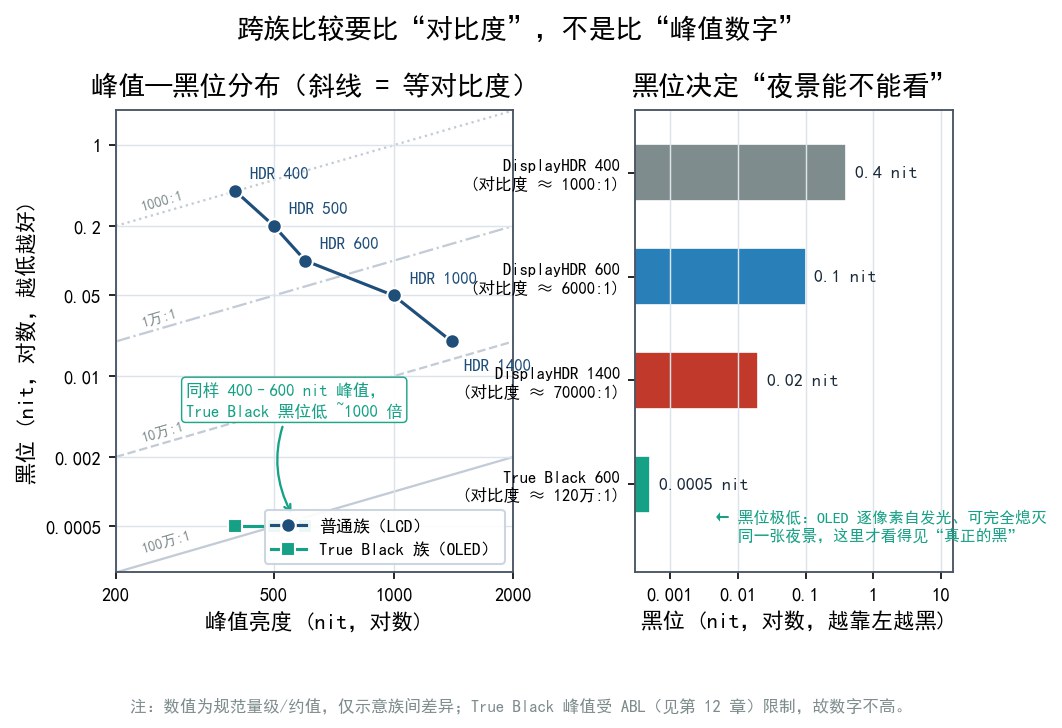 跨族比较要比“对比度”，不是比“峰值数字”
峰值—黑位分布（斜线 = 等对比度）
黑位（nit，对数，越低越好）
1
0.2
0.05
0.01
0.002
0.0005
1000:1
1万:1
10万:1
100万:1
HDR 400
HDR 500
HDR 600
HDR 1000
HDR 1400
同样 400–600 nit 峰值，
True Black 黑位低 ~1000 倍
普通族（LCD）
True Black 族（OLED）
200
500
1000
2000
峰值亮度（nit，对数）
黑位决定“夜景能不能看”
DisplayHDR 400
（对比度 ≈ 1000:1）
0.4 nit
DisplayHDR 600
（对比度 ≈ 6000:1）
0.1 nit
DisplayHDR 1400
（对比度 ≈ 70000:1）
0.02 nit
True Black 600
（对比度 ≈ 120万:1）
0.0005 nit
← 黑位极低：OLED 逐像素自发光、可完全熄灭
同一张夜景，这里才看得见“真正的黑”
0.001
0.01
0.1
1
10
黑位（nit，对数，越靠左越黑）
注：数值为规范量级/约值，仅示意族间差异；True Black 峰值受 ABL（见第 12 章）限制，故数字不高。